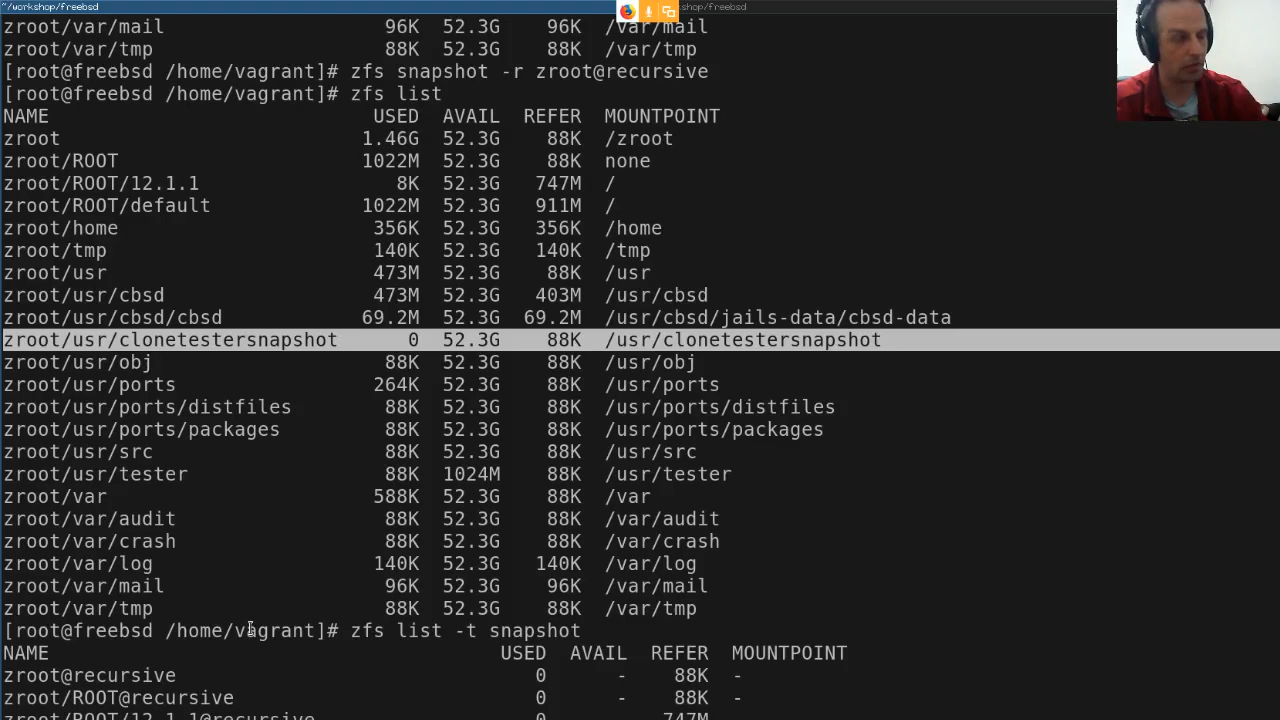 ~/workshop/freebsd
shop/freebsd
zroot/var/mail 96K 52.3G 96K /var/mail
zroot/var/tmp 88K 52.3G 88K /var/tmp
[root@freebsd /home/vagrant]# zfs snapshot -r zroot@recursive
[root@freebsd /home/vagrant]# zfs list
NAME USED AVAIL REFER MOUNTPOINT
zroot 1.46G 52.3G 88K /zroot
zroot/ROOT 1022M 52.3G 88K none
zroot/ROOT/12.1.1 8K 52.3G 747M /
zroot/ROOT/default 1022M 52.3G 911M /
zroot/home 356K 52.3G 356K /home
zroot/tmp 140K 52.3G 140K /tmp
zroot/usr 473M 52.3G 88K /usr
zroot/usr/cbsd 473M 52.3G 403M /usr/cbsd
zroot/usr/cbsd/cbsd 69.2M 52.3G 69.2M /usr/cbsd/jails-data/cbsd-data
zroot/usr/clonetestersnapshot 0 52.3G 88K /usr/clonetestersnapshot
zroot/usr/obj 88K 52.3G 88K /usr/obj
zroot/usr/ports 264K 52.3G 88K /usr/ports
zroot/usr/ports/distfiles 88K 52.3G 88K /usr/ports/distfiles
zroot/usr/ports/packages 88K 52.3G 88K /usr/ports/packages
zroot/usr/src 88K 52.3G 88K /usr/src
zroot/usr/tester 88K 1024M 88K /usr/tester
zroot/var 588K 52.3G 88K /var
zroot/var/audit 88K 52.3G 88K /var/audit
zroot/var/crash 88K 52.3G 88K /var/crash
zroot/var/log 140K 52.3G 140K /var/log
zroot/var/mail 96K 52.3G 96K /var/mail
zroot/var/tmp 88K 52.3G 88K /var/tmp
[root@freebsd /home/vagrant]# zfs list -t snapshot
NAME USED AVAIL REFER MOUNTPOINT
zroot@recursive 0 - 88K -
zroot/ROOT@recursive 0 - 88K -
zroot/ROOT/12.1.1@recursive 0 747M